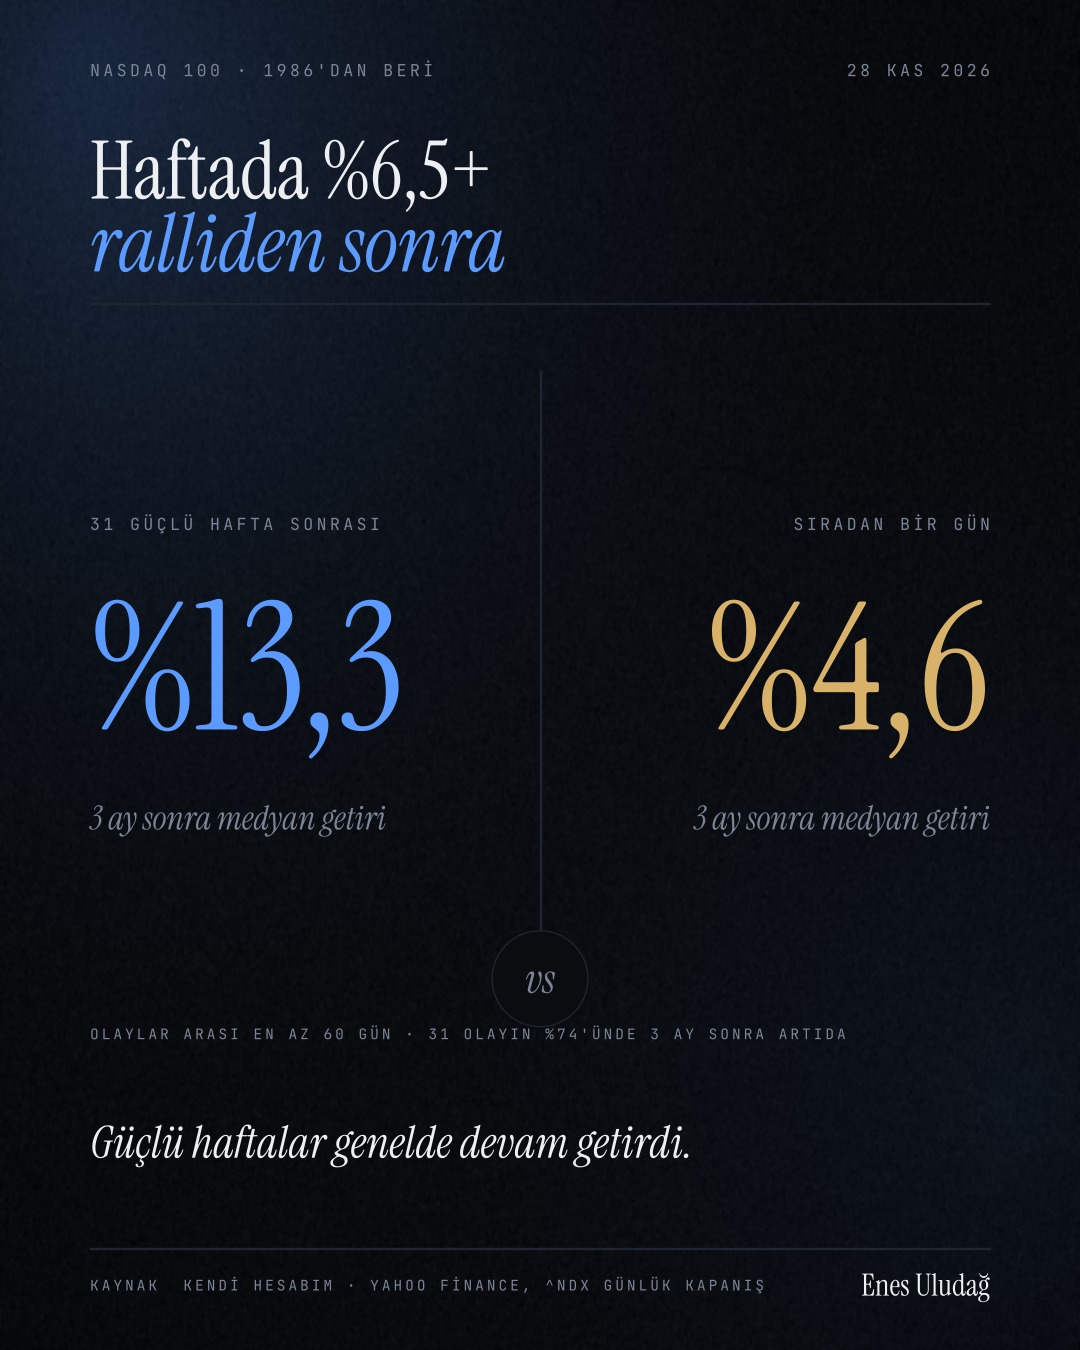 NASDAQ 100 · 1986'DAN BERİ
28 KAS 2026
Haftada %6,5+
ralliden sonra
31 GÜÇLÜ HAFTA SONRASI
SIRADAN BİR GÜN
%13,3
%4,6
3 ay sonra medyan getiri
3 ay sonra medyan getiri
vs
OLAYLAR ARASI EN AZ 60 GÜN · 31 OLAYIN %74'ÜNDE 3 AY SONRA ARTIDA
Güçlü haftalar genelde devam getirdi.
KAYNAK KENDİ HESABIM · YAHOO FİNANCE, ^NDX GÜNLÜK KAPANIŞ
Enes Uludağ